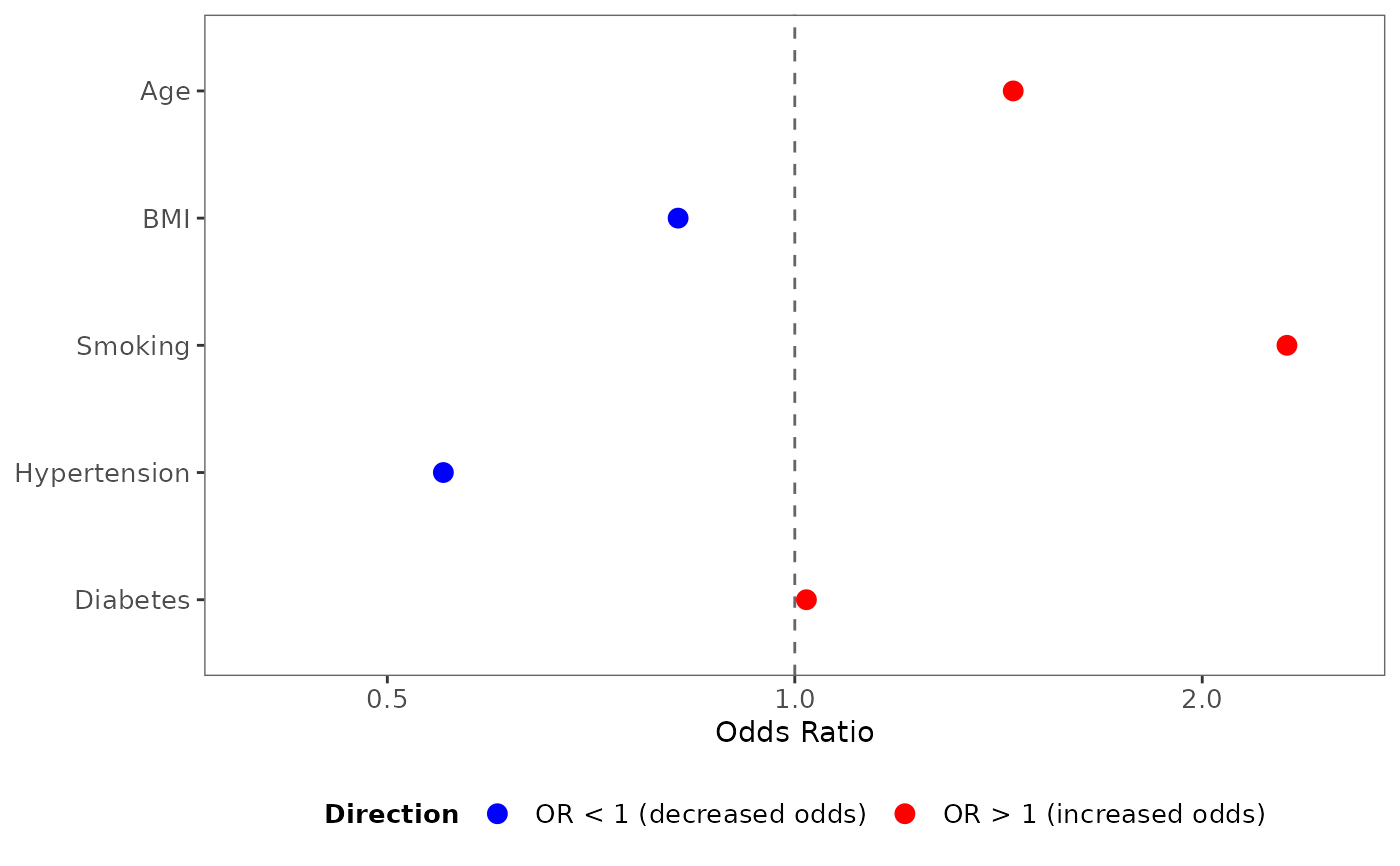 Age
BMI
Smoking
Hypertension
Diabetes
0.5 1.0 2.0
Odds Ratio
Direction OR < 1 (decreased odds) OR > 1 (increased odds)